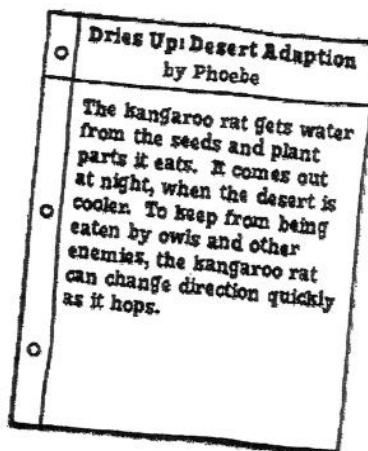 Dries Up: Desert Adaption
by Phoebe
The kangaroo rat gets water
from the seeds and plant
parts it eats. It comes out
at night, when the desert is
cooler. To keep from being
eaten by owls and other
enemies, the kangaroo rat
can change direction quickly
as it hops.